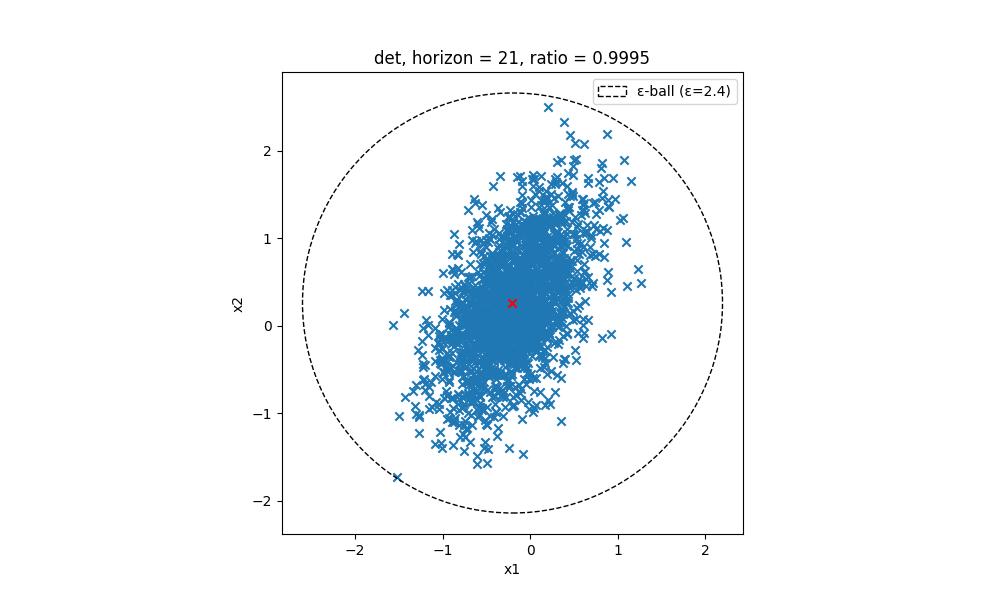 det, horizon = 21, ratio = 0.9995
ε-ball (ε=2.4)
2
1
0
−1
−2
x2
−2 −1 0 1 2
x1